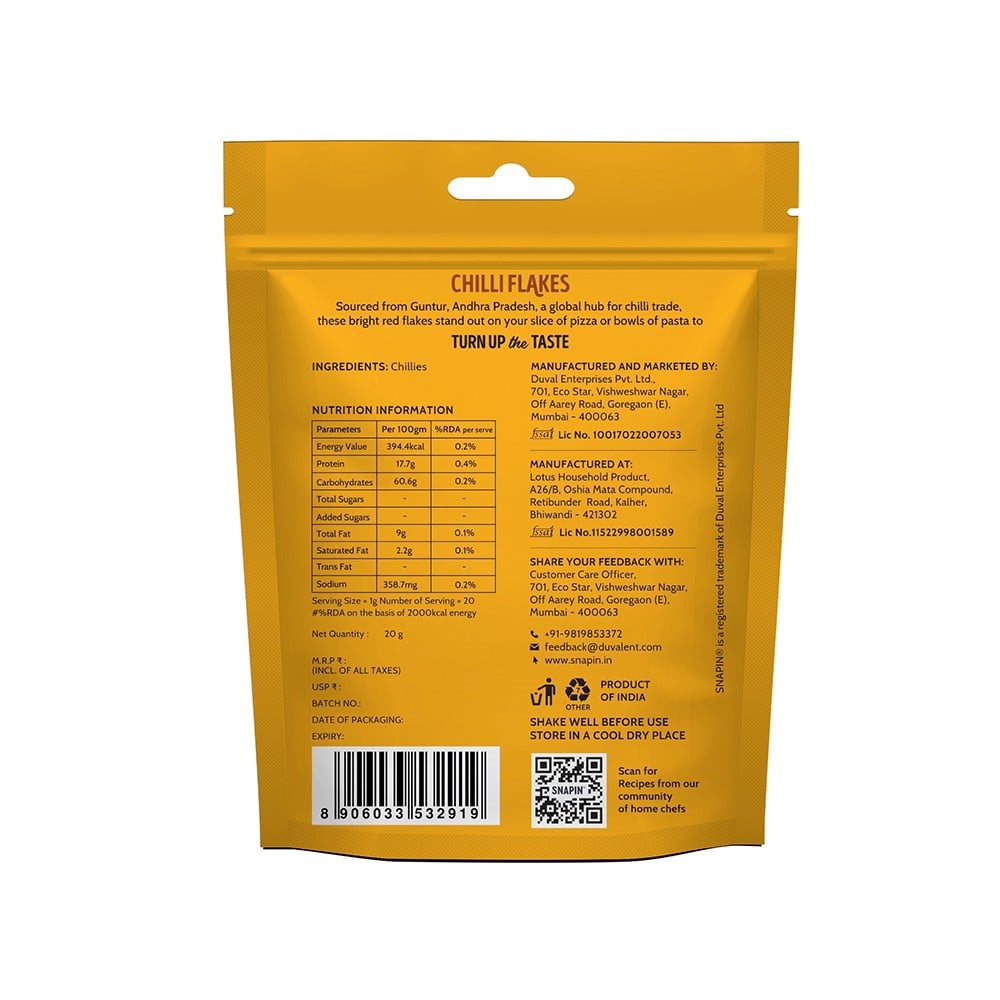 CHILLI FLAKES
Sourced from Guntur, Andhra Pradesh, a global hub for chilli trade,
these bright red flakes stand out on your slice of pizza or bowls of pasta to
TURN UP the TASTE
INGREDIENTS: Chillies
NUTRITION INFORMATION
Parameters Per 100gm %RDA per serve
Energy Value 394.4kcal 0.2%
Protein 17.7g 0.4%
Carbohydrates 60.6g 0.2%
Total Sugars - -
Added Sugars - -
Total Fat 9g 0.1%
Saturated Fat 2.2g 0.1%
Trans Fat - -
Sodium 358.7mg 0.2%
Serving Size = 1g Number of Serving = 20
#%RDA on the basis of 2000kcal energy
Net Quantity : 20 g
M.R.P ₹ :
(INCL. OF ALL TAXES)
USP ₹ :
BATCH NO.:
DATE OF PACKAGING:
EXPIRY:
8 906033 532919
MANUFACTURED AND MARKETED BY:
Duval Enterprises Pvt. Ltd.,
701, Eco Star, Vishweshwar Nagar,
Off Aarey Road, Goregaon (E),
Mumbai - 400063
fssai Lic No. 10017022007053
MANUFACTURED AT:
Lotus Household Product,
A26/B, Oshia Mata Compound,
Retibunder Road, Kalher,
Bhiwandi - 421302
fssai Lic No.11522998001589
SHARE YOUR FEEDBACK WITH:
Customer Care Officer,
701, Eco Star, Vishweshwar Nagar,
Off Aarey Road, Goregaon (E),
Mumbai - 400063
+91-9819853372
feedback@duvalent.com
www.snapin.in
7
OTHER
PRODUCT
OF INDIA
SHAKE WELL BEFORE USE
STORE IN A COOL DRY PLACE
SNAPIN®
Scan for
Recipes from our
community
of home chefs
SNAPIN® is a registered trademark of Duval Enterprises Pvt. Ltd